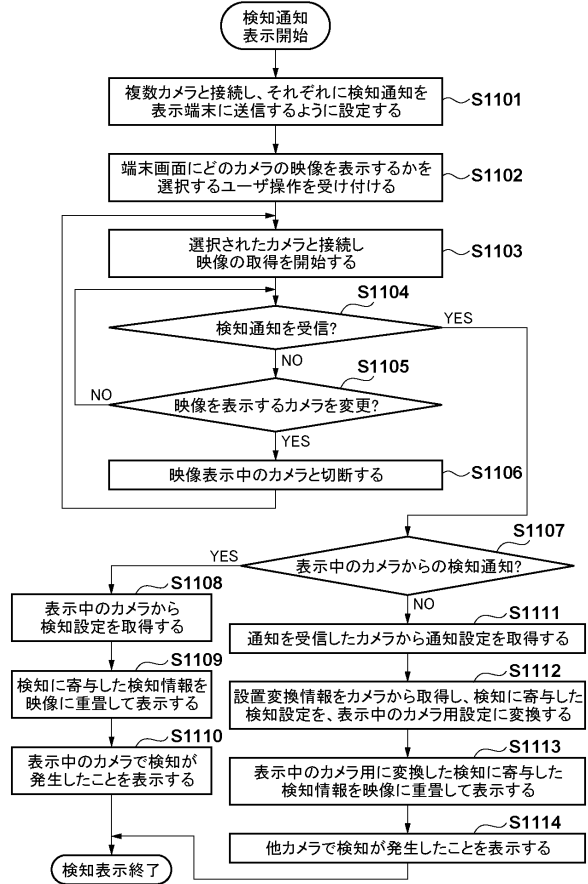 検知通知
表示開始
複数カメラと接続し、それぞれに検知通知を
表示端末に送信するように設定する
S1101
端末画面にどのカメラの映像を表示するかを
選択するユーザ操作を受け付ける
S1102
選択されたカメラと接続し
映像の取得を開始する
S1103
S1104
検知通知を受信?
YES
NO
S1105
映像を表示するカメラを変更?
NO
YES
映像表示中のカメラと切断する
S1106
S1107
表示中のカメラからの検知通知?
YES
NO
S1108
表示中のカメラから
検知設定を取得する
S1109
検知に寄与した検知情報を
映像に重畳して表示する
S1110
表示中のカメラで検知が
発生したことを表示する
S1111
通知を受信したカメラから通知設定を取得する
S1112
設置変換情報をカメラから取得し、検知に寄与した
検知設定を、表示中のカメラ用設定に変換する
S1113
表示中のカメラ用に変換した検知に寄与した
検知情報を映像に重畳して表示する
S1114
他カメラで検知が発生したことを表示する
検知表示終了